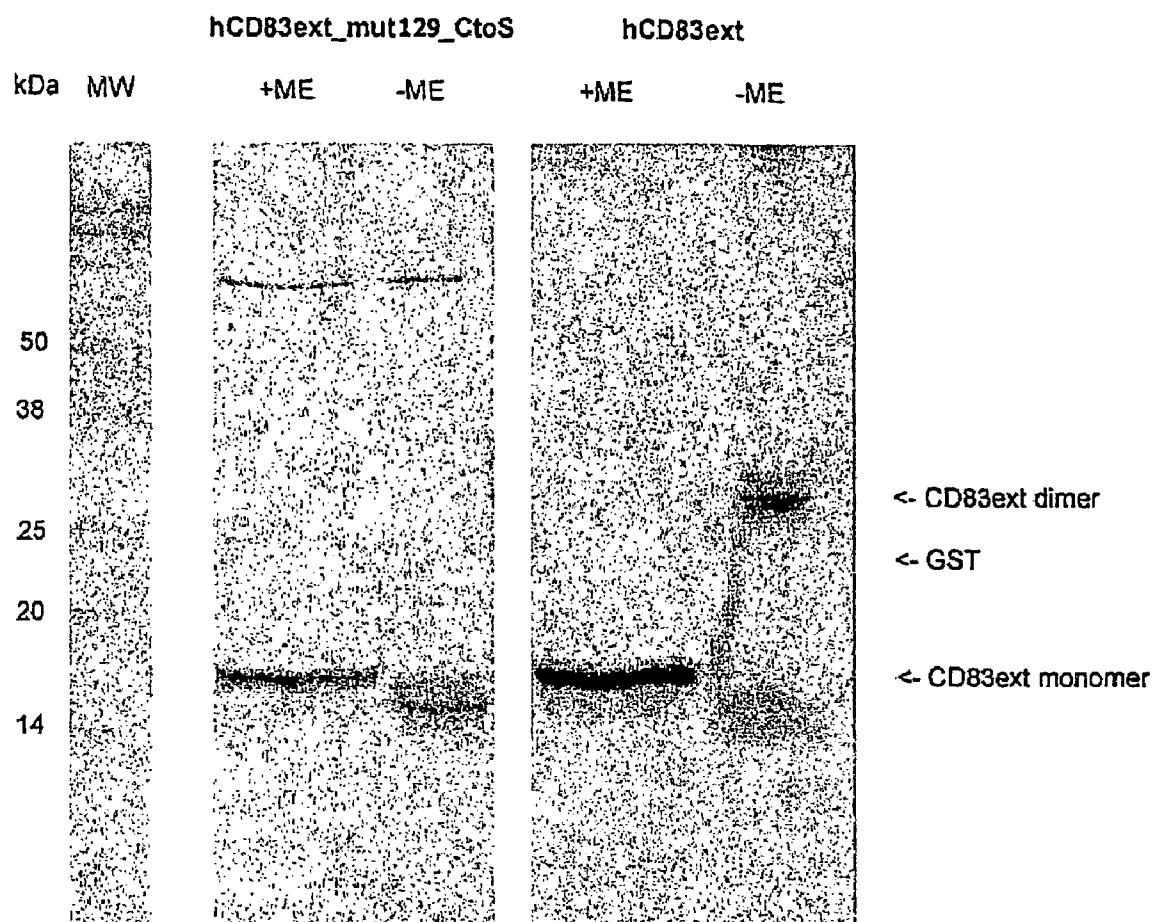 hCD83ext_mut129_CtoS hCD83ext
kDa MW +ME -ME +ME -ME
50
38
<- CD83ext dimer
25
<- GST
20
<- CD83ext monomer
14